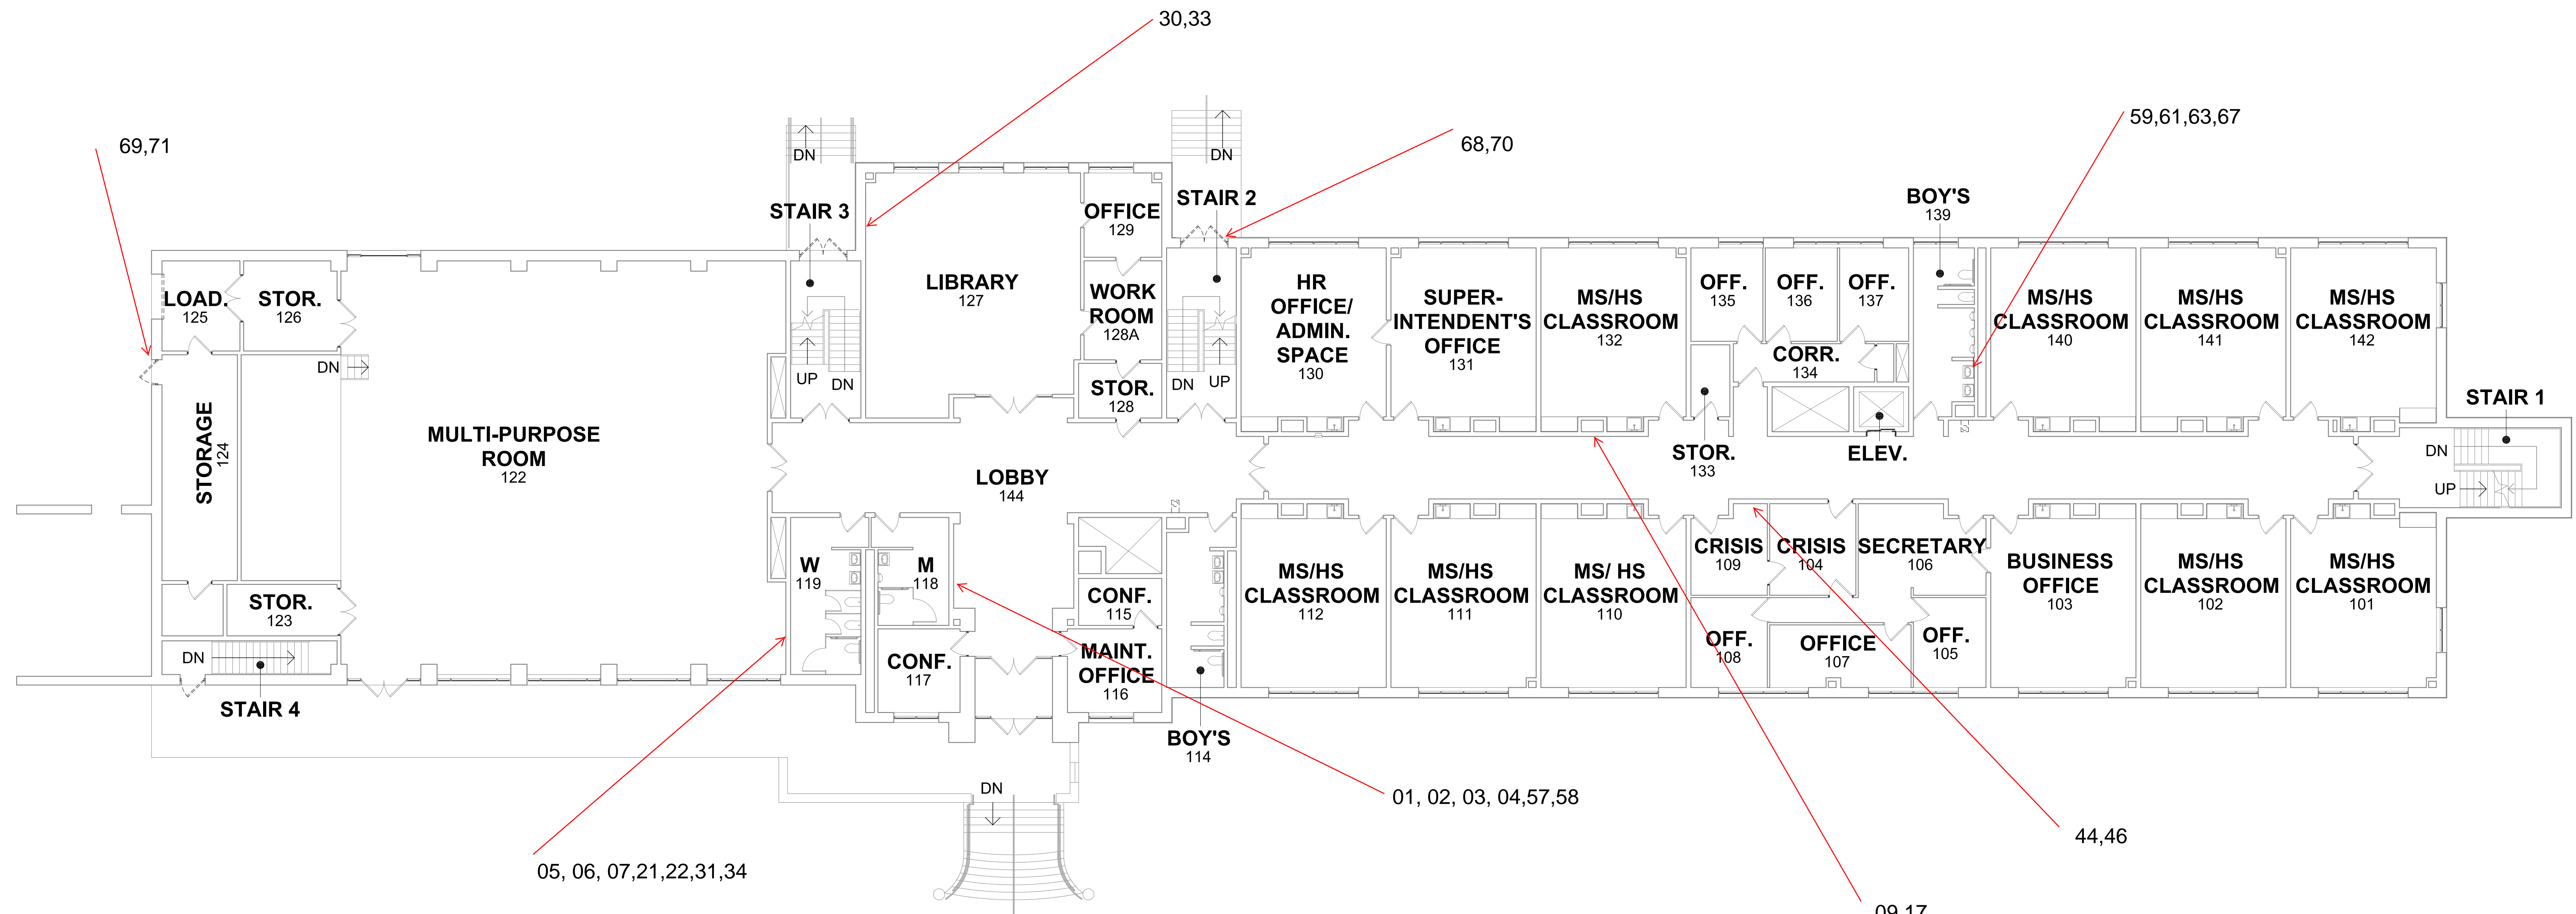 30,33
59,61,63,67
69,71
68,70
DN
DN
STAIR 3
STAIR 2
BOY'S
139
OFFICE
129
LOAD.
125
STOR.
126
LIBRARY
127
WORK
ROOM
128A
HR
OFFICE/
ADMIN.
SPACE
130
SUPER-
INTENDENT'S
OFFICE
131
MS/HS
CLASSROOM
132
OFF.
135
OFF.
136
OFF.
137
MS/HS
CLASSROOM
140
MS/HS
CLASSROOM
141
MS/HS
CLASSROOM
142
CORR.
134
DN
UP
DN
STOR.
128
DN
UP
STAIR 1
STORAGE
124
MULTI-PURPOSE
ROOM
122
LOBBY
144
STOR.
133
ELEV.
DN
UP
W
119
M
118
CONF.
115
MS/HS
CLASSROOM
112
MS/HS
CLASSROOM
111
MS/ HS
CLASSROOM
110
CRISIS
109
CRISIS
104
SECRETARY
106
BUSINESS
OFFICE
103
MS/HS
CLASSROOM
102
MS/HS
CLASSROOM
101
STOR.
123
DN
CONF.
117
MAINT.
OFFICE
116
OFF.
108
OFFICE
107
OFF.
105
STAIR 4
BOY'S
114
DN
01, 02, 03, 04,57,58
44,46
05, 06, 07,21,22,31,34
09,17